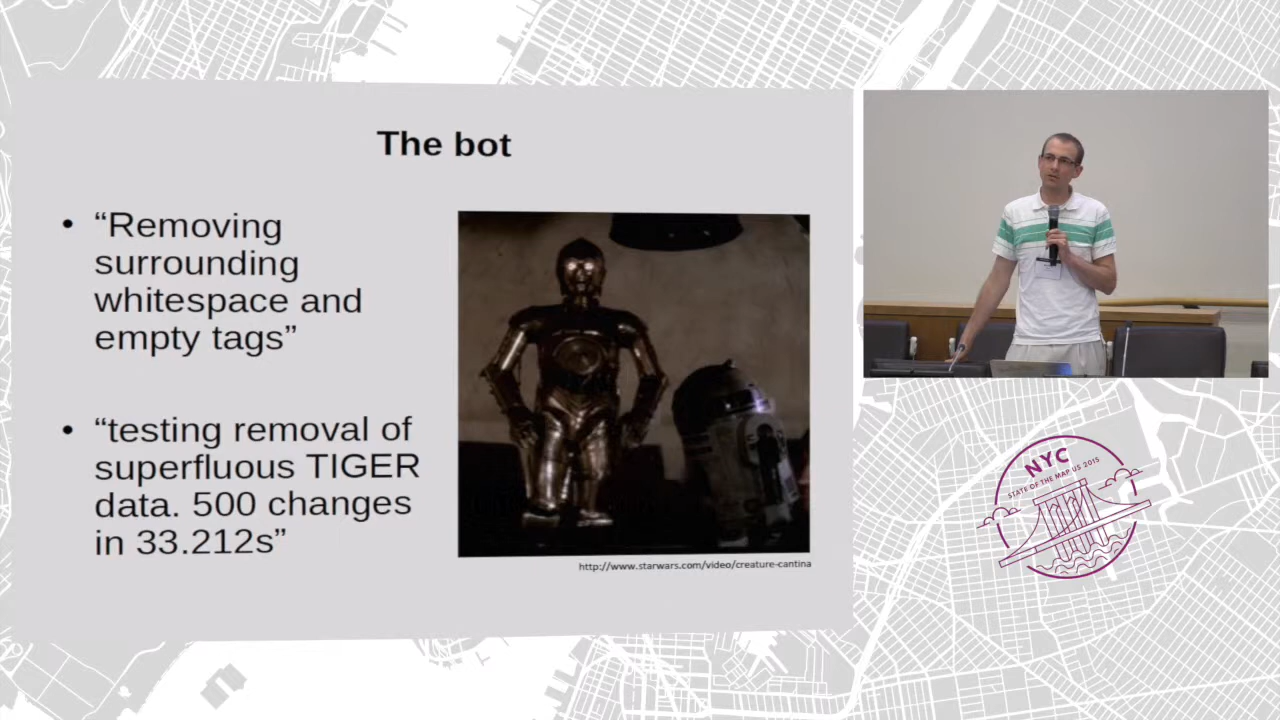 The bot
• “Removing
surrounding
whitespace and
empty tags”
• “testing removal of
superfluous TIGER
data. 500 changes
in 33.212s”
http://www.starwars.com/video/creature-cantina
NYC
STATE OF THE MAP US 2015